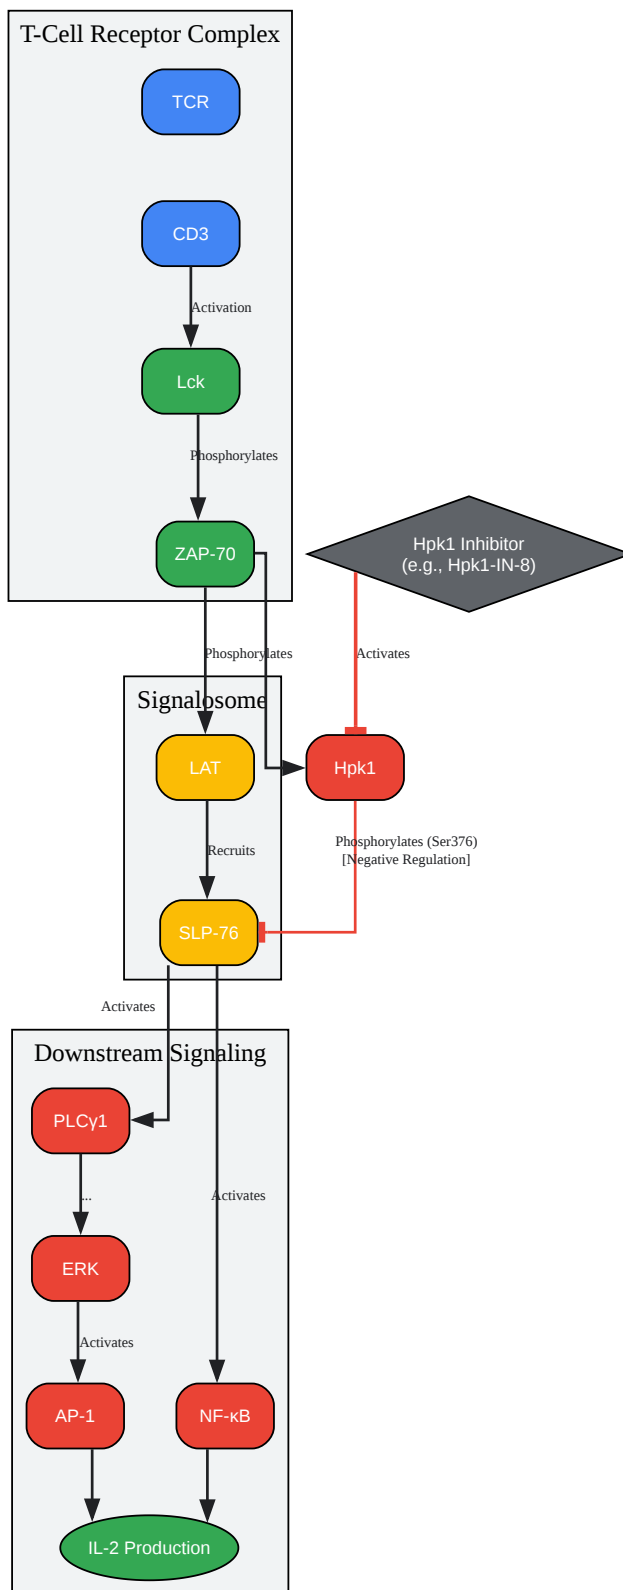 T-Cell Receptor Complex
TCR
CD3
Activation
Lck
Phosphorylates
ZAP-70
Hpk1 Inhibitor
(e.g., Hpk1-IN-8)
Phosphorylates
Activates
Signalosome
LAT
Hpk1
Recruits
Phosphorylates (Ser376)
[Negative Regulation]
SLP-76
Activates
Downstream Signaling
PLCγ1
...
Activates
ERK
Activates
AP-1
NF-κB
IL-2 Production